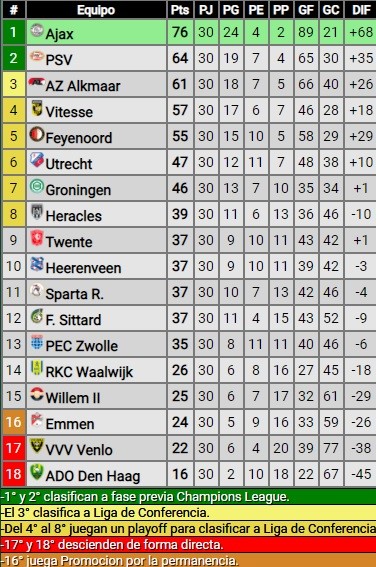 # Equipo Pts PJ PG PE PP GF GC DIF
1 Ajax 76 30 24 4 2 89 21 +68
2 PSV 64 30 19 7 4 65 30 +35
3 AZ Alkmaar 61 30 18 7 5 66 40 +26
4 Vitesse 57 30 17 6 7 46 28 +18
5 Feyenoord 55 30 15 10 5 58 29 +29
6 Utrecht 47 30 12 11 7 48 38 +10
7 Groningen 46 30 13 7 10 35 34 +1
8 Heracles 39 30 11 6 13 36 46 -10
9 Twente 37 30 9 10 11 43 42 +1
10 Heerenveen 37 30 9 10 11 39 42 -3
11 Sparta R. 37 30 10 7 13 42 46 -4
12 F. Sittard 37 30 11 4 15 43 52 -9
13 PEC Zwolle 35 30 8 11 11 40 46 -6
14 RKC Waalwijk 26 30 6 8 16 27 45 -18
15 Willem II 25 30 6 7 17 32 61 -29
16 Emmen 24 30 5 9 16 33 59 -26
17 VVV Venlo 22 30 6 4 20 39 77 -38
18 ADO Den Haag 16 30 2 10 18 22 67 -45
-1° y 2° clasifican a fase previa Champions League.
-El 3° clasifica a Liga de Conferencia.
-Del 4° al 8° juegan un playoff para clasificar a Liga de Conferencia
-17° y 18° descienden de forma directa.
-16° juega Promocion por la permanencia.